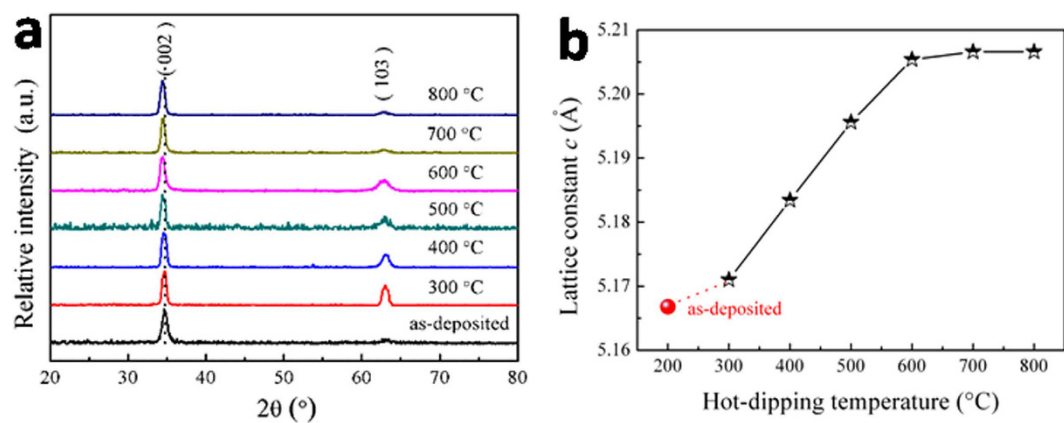 a
Relative intensity (a.u.)
(002)
(103)
800 °C
700 °C
600 °C
500 °C
400 °C
300 °C
as-deposited
20 30 40 50 60 70 80
2θ (°)
b
Lattice constant c (Å)
5.21
5.20
5.19
5.18
5.17
5.16
as-deposited
200 300 400 500 600 700 800
Hot-dipping temperature (°C)